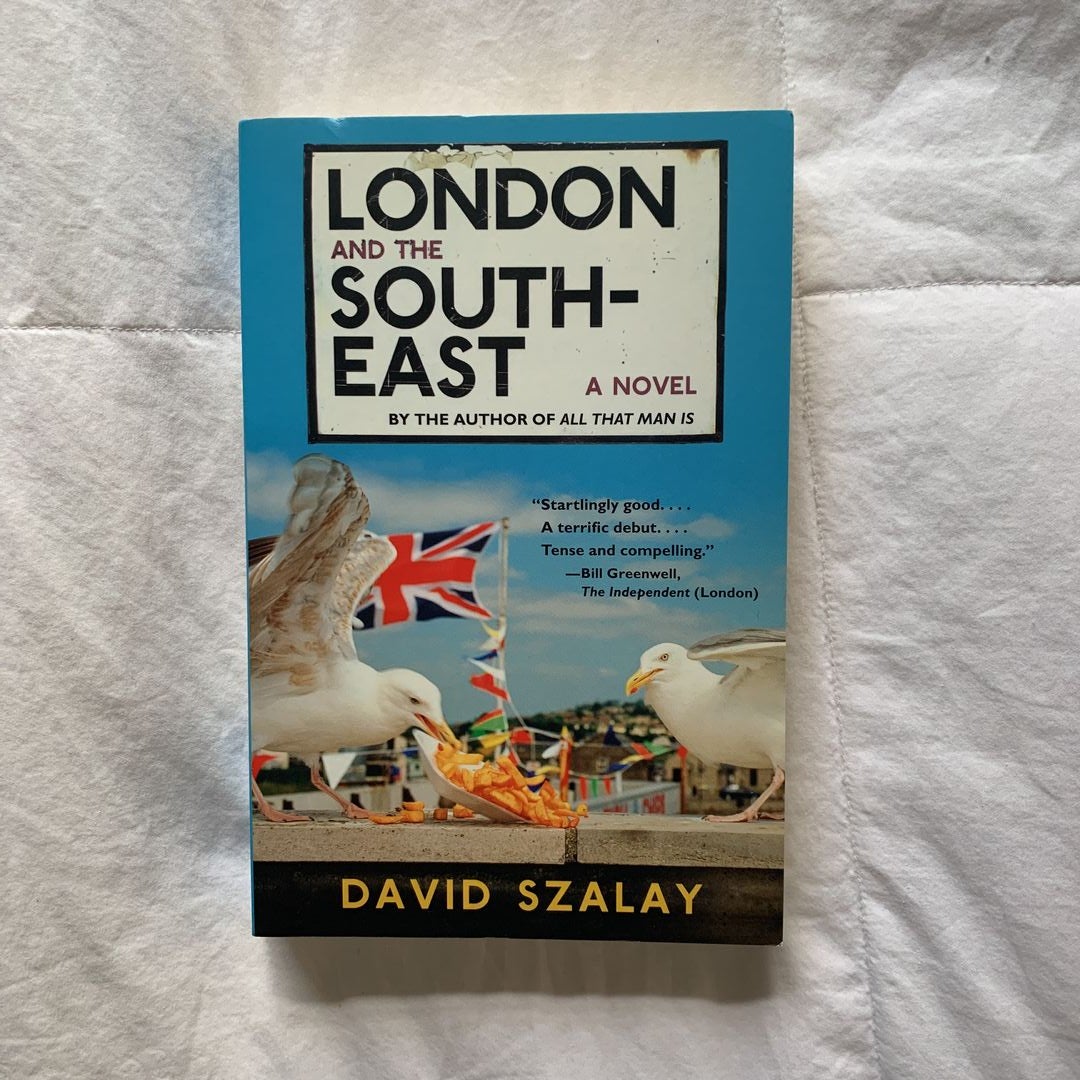 LONDON
AND THE
SOUTH-
EAST
A NOVEL
BY THE AUTHOR OF ALL THAT MAN IS
“Startlingly good. . . .
A terrific debut. . . .
Tense and compelling.”
—Bill Greenwell,
The Independent (London)
DAVID SZALAY